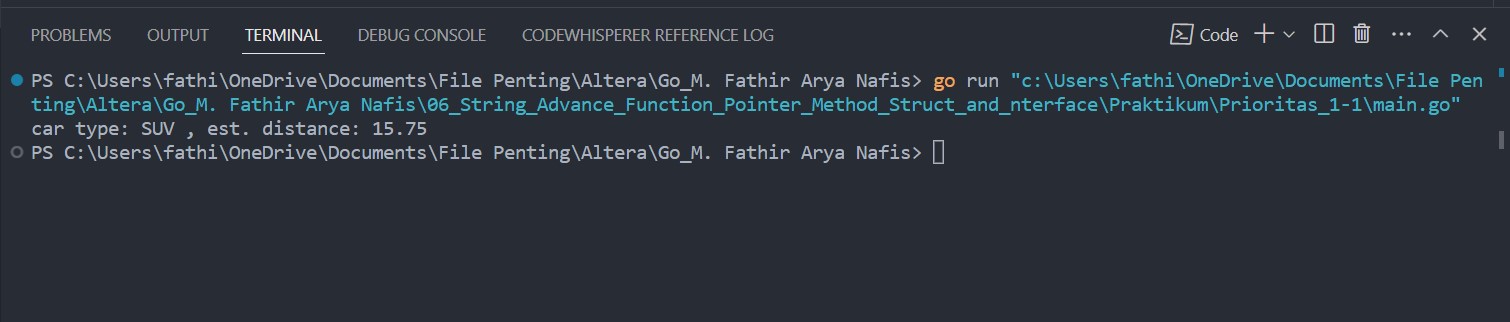 PROBLEMS OUTPUT TERMINAL DEBUG CONSOLE CODEWHISPERER REFERENCE LOG Code
PS C:\Users\fathi\OneDrive\Documents\File Penting\Altera\Go_M. Fathir Arya Nafis> go run "c:\Users\fathi\OneDrive\Documents\File Pen
ting\Altera\Go_M. Fathir Arya Nafis\06_String_Advance_Function_Pointer_Method_Struct_and_nterface\Praktikum\Prioritas_1-1\main.go"
car type: SUV , est. distance: 15.75
PS C:\Users\fathi\OneDrive\Documents\File Penting\Altera\Go_M. Fathir Arya Nafis>